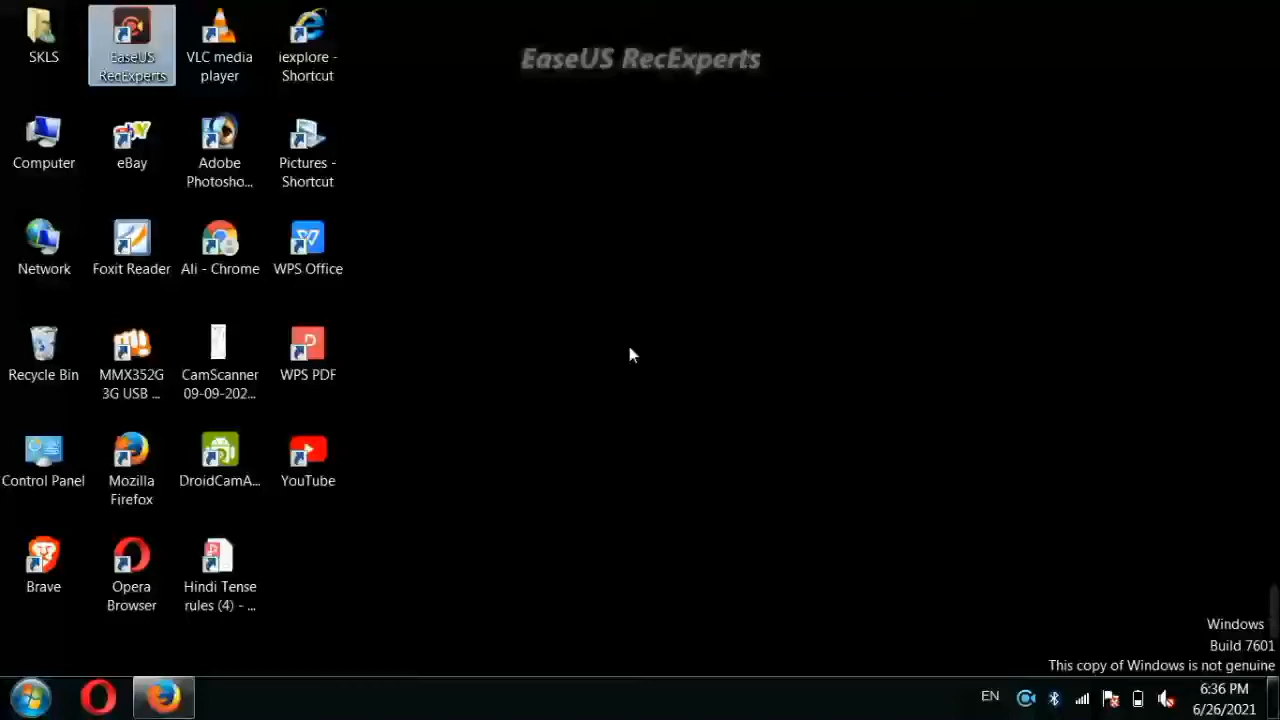 EaseUS RecExperts
SKLS
EaseUS
RecExperts
VLC media
player
iexplore -
Shortcut
Computer
eBay
Adobe
Photosho...
Pictures -
Shortcut
Network
Foxit Reader
Ali - Chrome
WPS Office
Recycle Bin
MMX352G
3G USB ...
CamScanner
09-09-202...
WPS PDF
Control Panel
Mozilla
Firefox
DroidCamA...
YouTube
Brave
Opera
Browser
Hindi Tense
rules (4) - ...
Windows
Build 7601
This copy of Windows is not genuine
EN
6:36 PM
6/26/2021